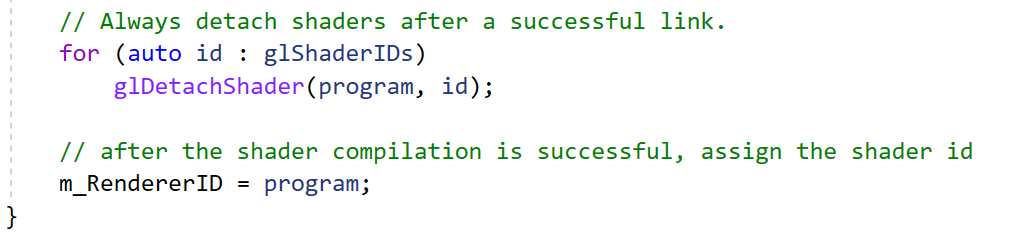 // Always detach shaders after a successful link.
for (auto id : glShaderIDs)
glDetachShader(program, id);
// after the shader compilation is successful, assign the shader id
m_RendererID = program;
}